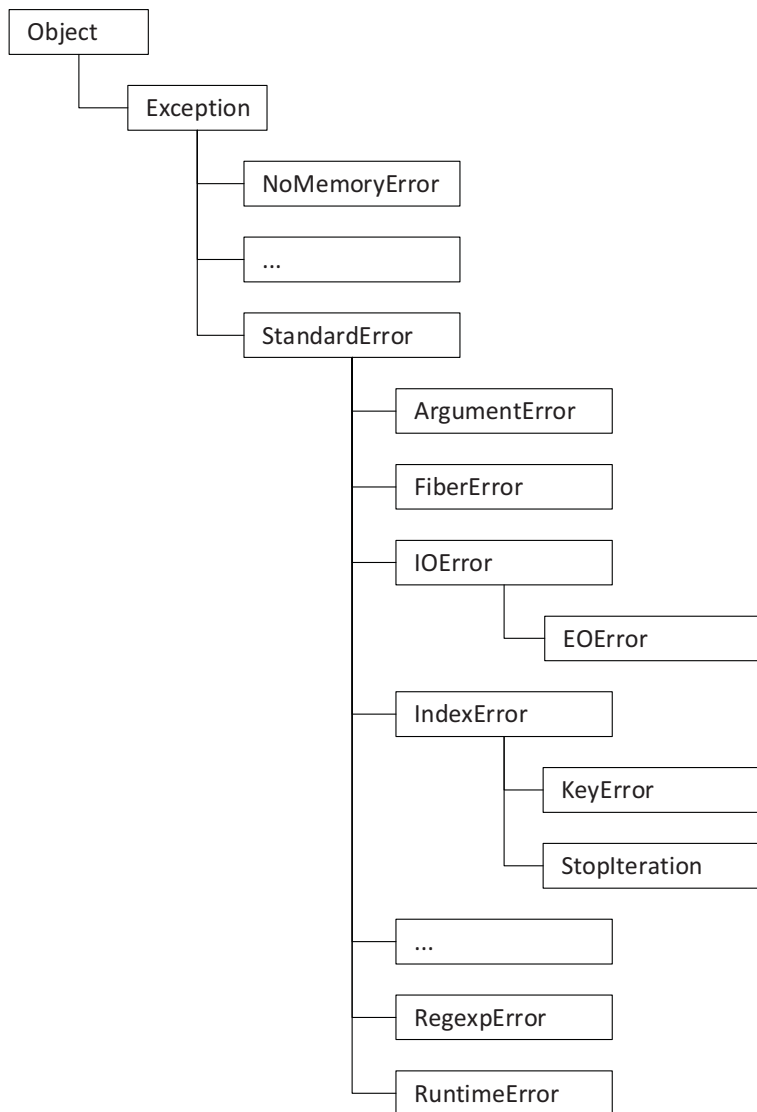 Object
Exception
NoMemoryError
...
StandardError
ArgumentError
FiberError
IOError
EOError
IndexError
KeyError
StopIteration
...
RegexpError
RuntimeError